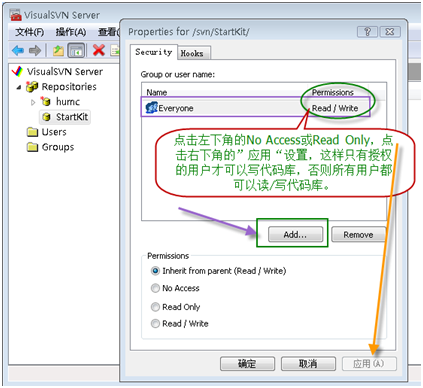 VisualSVN Server
文件(F) 操作(A) 查看(
VisualSVN Server
Repositories
humc
StartKit
Users
Groups
Properties for /svn/StartKit/
Security Hooks
Group or user name:
Name Permissions
Everyone Read / Write
点击左下角的No Access或Read Only，点
击右下角的”应用“设置，这样只有授权
的用户才可以写代码库，否则所有用户都
可以读/写代码库。
Add... Remove
Permissions
Inherit from parent (Read / Write)
No Access
Read Only
Read / Write
确定 取消 应用(A)